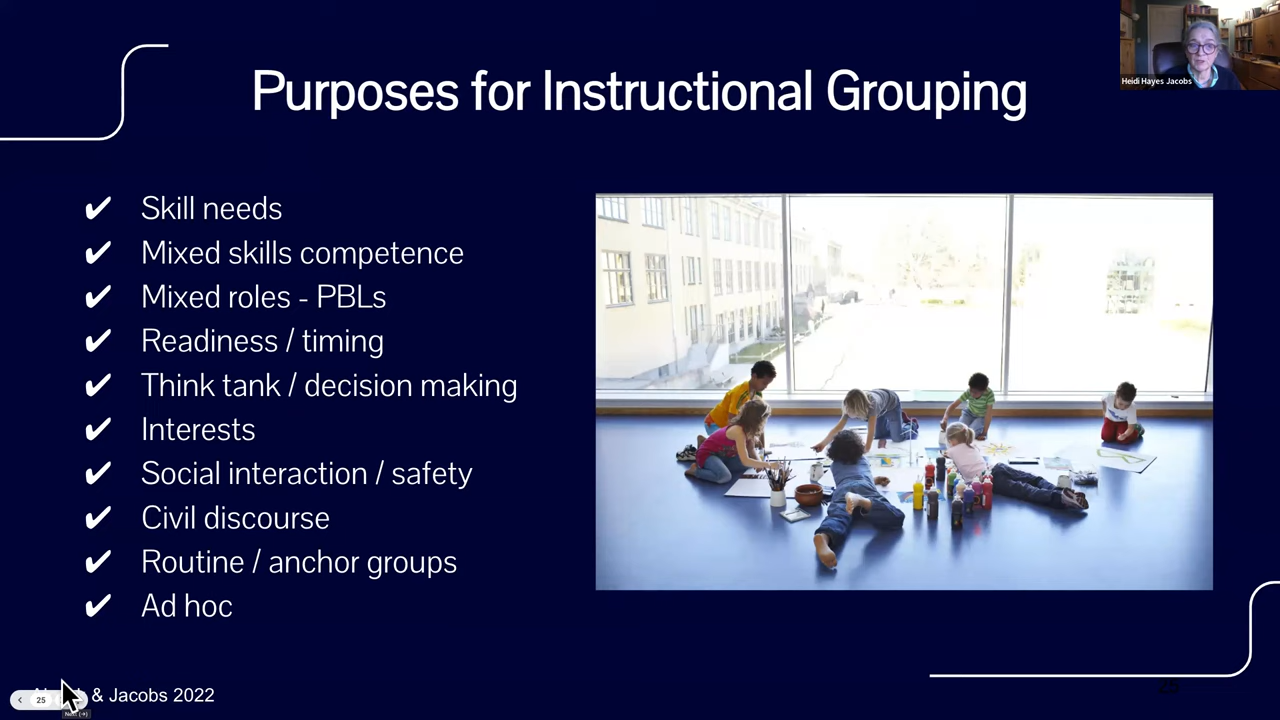 Purposes for Instructional Grouping
Heidi Hayes Jacobs
✔ Skill needs
✔ Mixed skills competence
✔ Mixed roles - PBLs
✔ Readiness / timing
✔ Think tank / decision making
✔ Interests
✔ Social interaction / safety
✔ Civil discourse
✔ Routine / anchor groups
✔ Ad hoc
& Jacobs 2022
25